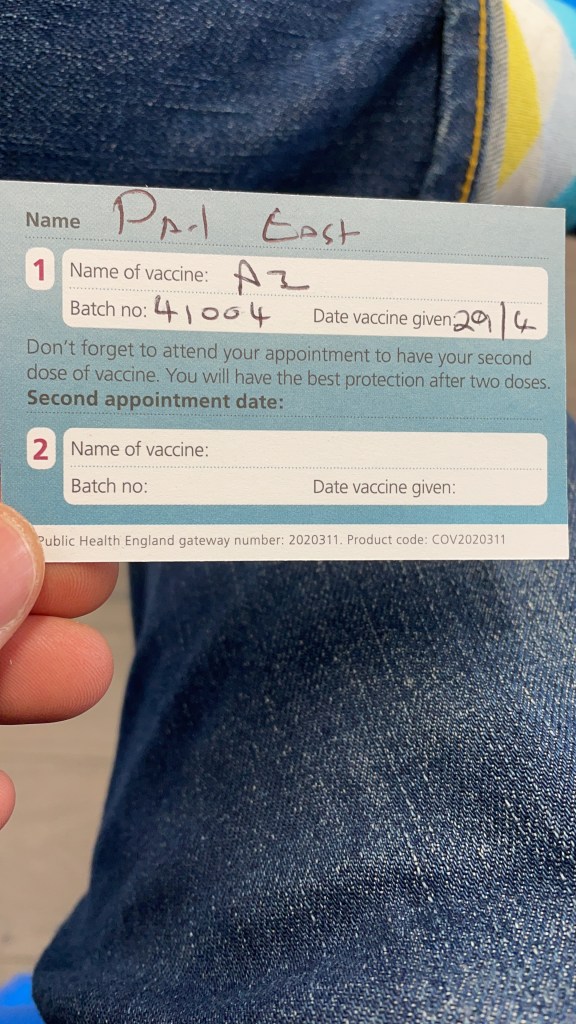 Name Paul East
1 Name of vaccine: AZ
Batch no: 41004 Date vaccine given: 29/4
Don't forget to attend your appointment to have your second
dose of vaccine. You will have the best protection after two doses.
Second appointment date:
2 Name of vaccine:
Batch no: Date vaccine given:
Public Health England gateway number: 2020311. Product code: COV2020311